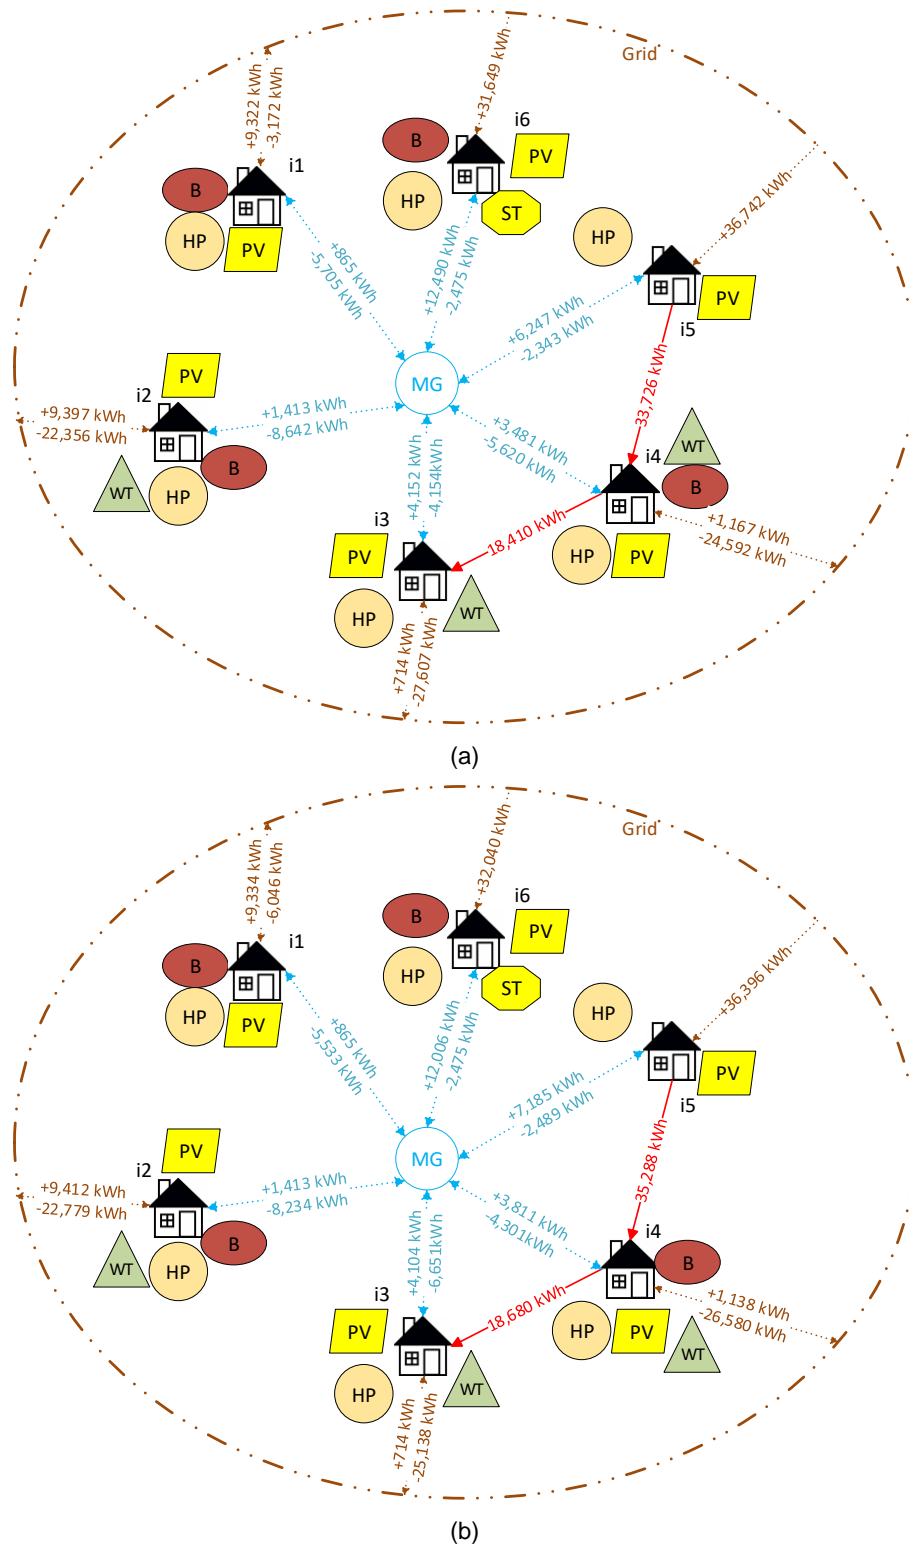 Grid
+9,322 kWh
-3,172 kWh
+31,649 kWh
i6
B
PV
HP
ST
i1
B
HP
PV
+36,742 kWh
HP
PV
i5
+865 kWh
-5,705 kWh
+12,490 kWh
-2,475 kWh
+6,247 kWh
-2,343 kWh
33,726 kWh
MG
PV
i2
+9,397 kWh
-22,356 kWh
+1,413 kWh
-8,642 kWh
B
WT
HP
+3,481 kWh
-5,620 kWh
WT
i4
B
+4,152 kWh
-4,154kWh
18,410 kWh
+1,167 kWh
-24,592 kWh
i3
PV
HP
WT
HP
PV
+714 kWh
-27,607 kWh
(a)
Grid
+9,334 kWh
-6,046 kWh
+32,040 kWh
i6
B
PV
HP
ST
i1
B
HP
PV
+36,396 kWh
HP
PV
i5
+865 kWh
-5,533 kWh
+12,006 kWh
-2,475 kWh
+7,185 kWh
-2,489 kWh
35,288 kWh
MG
PV
i2
+9,412 kWh
-22,779 kWh
+1,413 kWh
-8,234 kWh
B
WT
HP
+3,811 kWh
-4,301kWh
i4
B
+4,104 kWh
-6,651kWh
18,680 kWh
+1,138 kWh
-26,580 kWh
i3
PV
HP
WT
HP
PV
WT
+714 kWh
-25,138 kWh
(b)